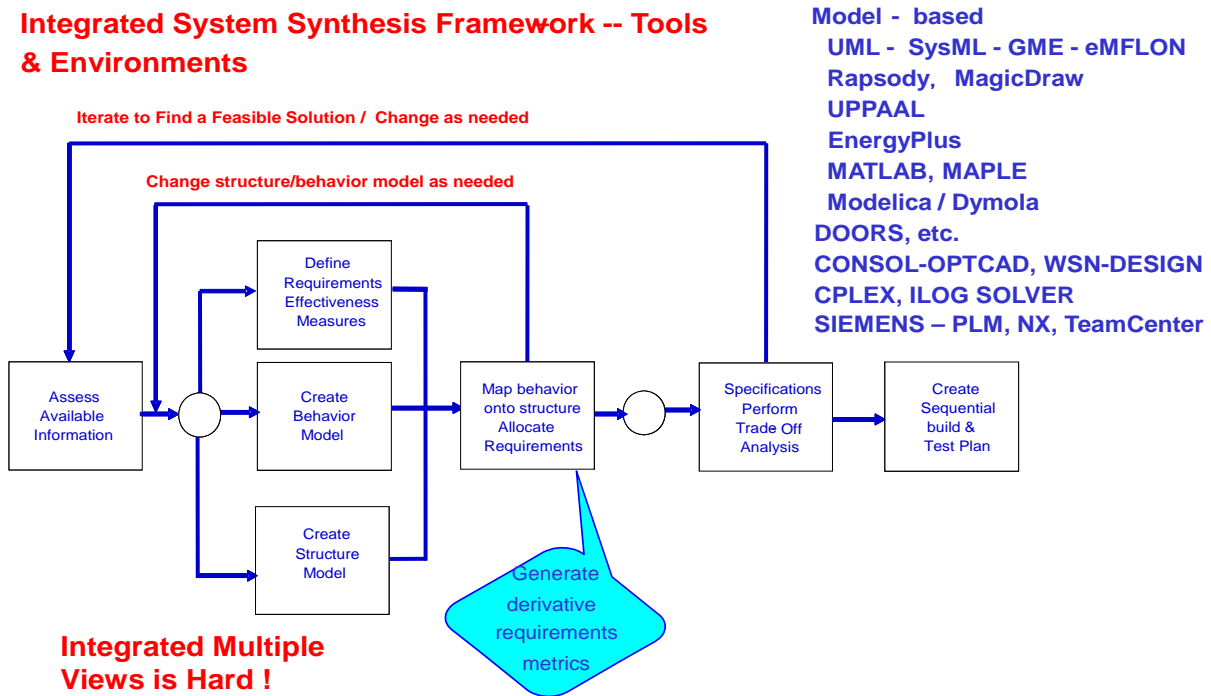 Integrated System Synthesis Framework -- Tools
& Environments
Model - based
UML - SysML - GME - eMFLON
Rapsody, MagicDraw
UPPAAL
EnergyPlus
MATLAB, MAPLE
Modelica / Dymola
DOORS, etc.
CONSOL-OPTCAD, WSN-DESIGN
CPLEX, ILOG SOLVER
SIEMENS – PLM, NX, TeamCenter
Iterate to Find a Feasible Solution / Change as needed
Change structure/behavior model as needed
Assess
Available
Information
Define
Requirements
Effectiveness
Measures
Create
Behavior
Model
Create
Structure
Model
Map behavior
onto structure
Allocate
Requirements
Specifications
Perform
Trade Off
Analysis
Create
Sequential
build &
Test Plan
Generate
derivative
requirements
metrics
Integrated Multiple
Views is Hard !